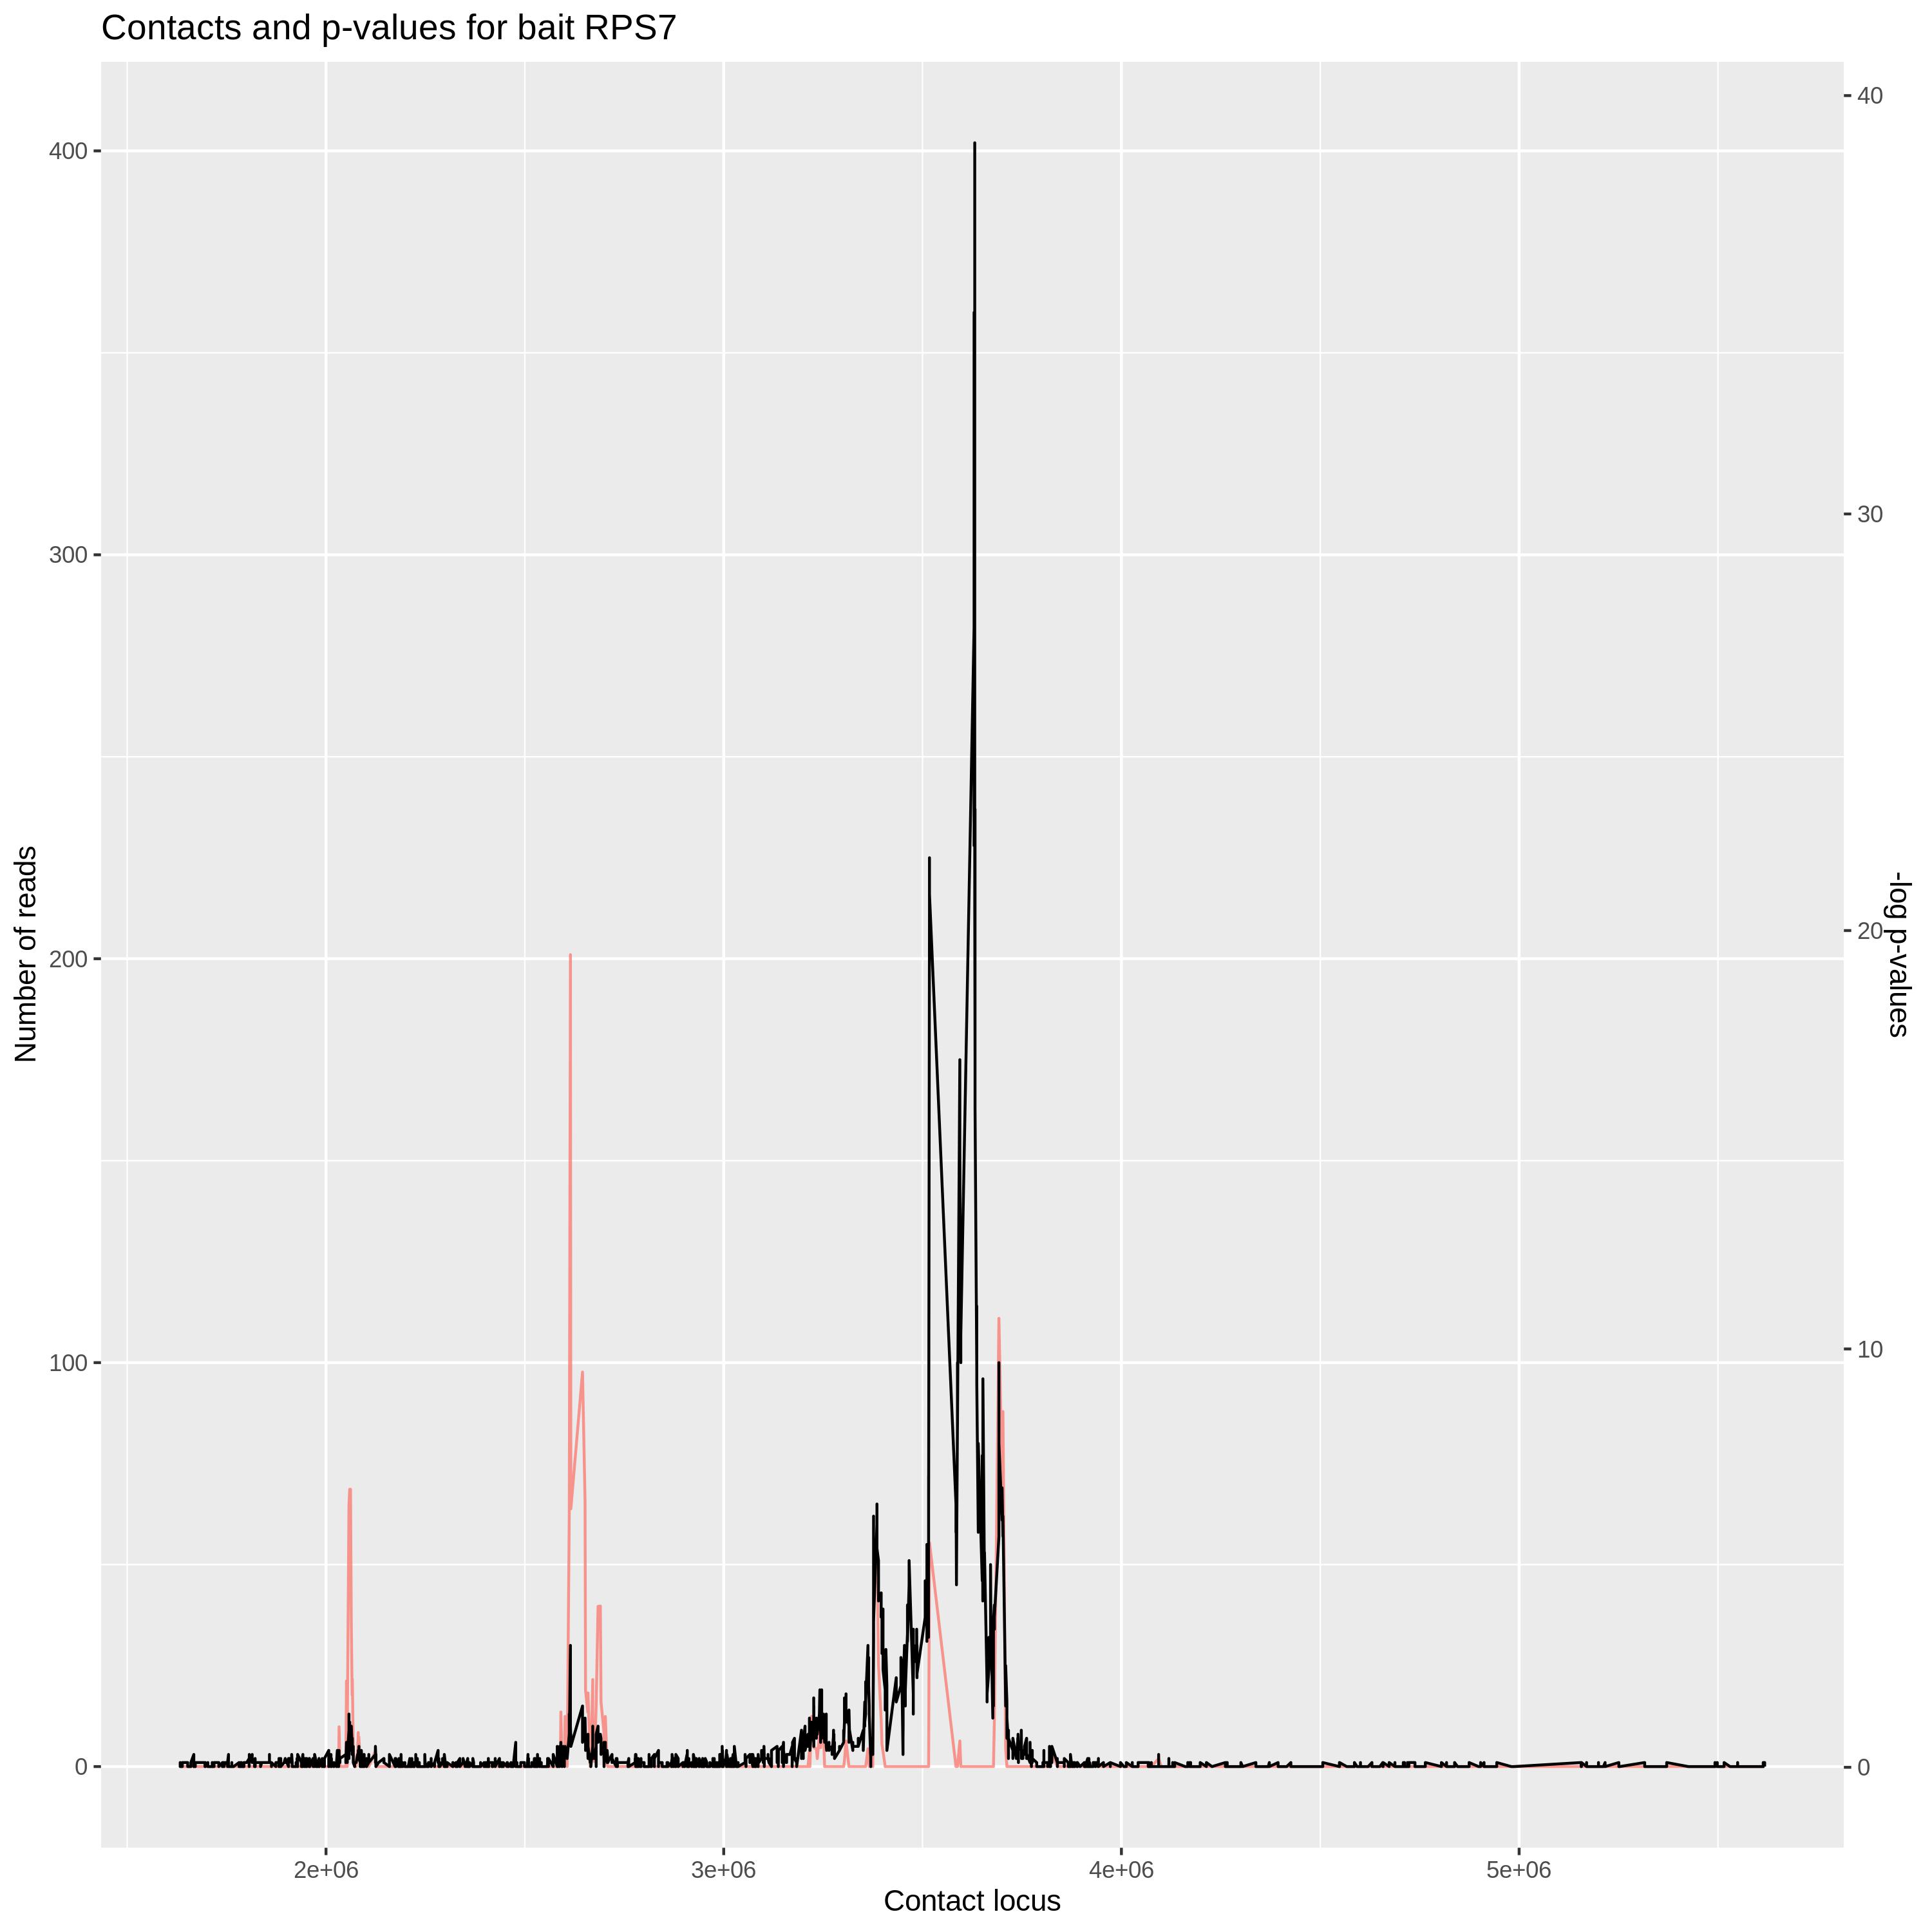 Contacts and p-values for bait RPS7
400
300
200
100
0
Number of reads
40
30
20
10
0
-log p-values
2e+06
3e+06
4e+06
5e+06
Contact locus